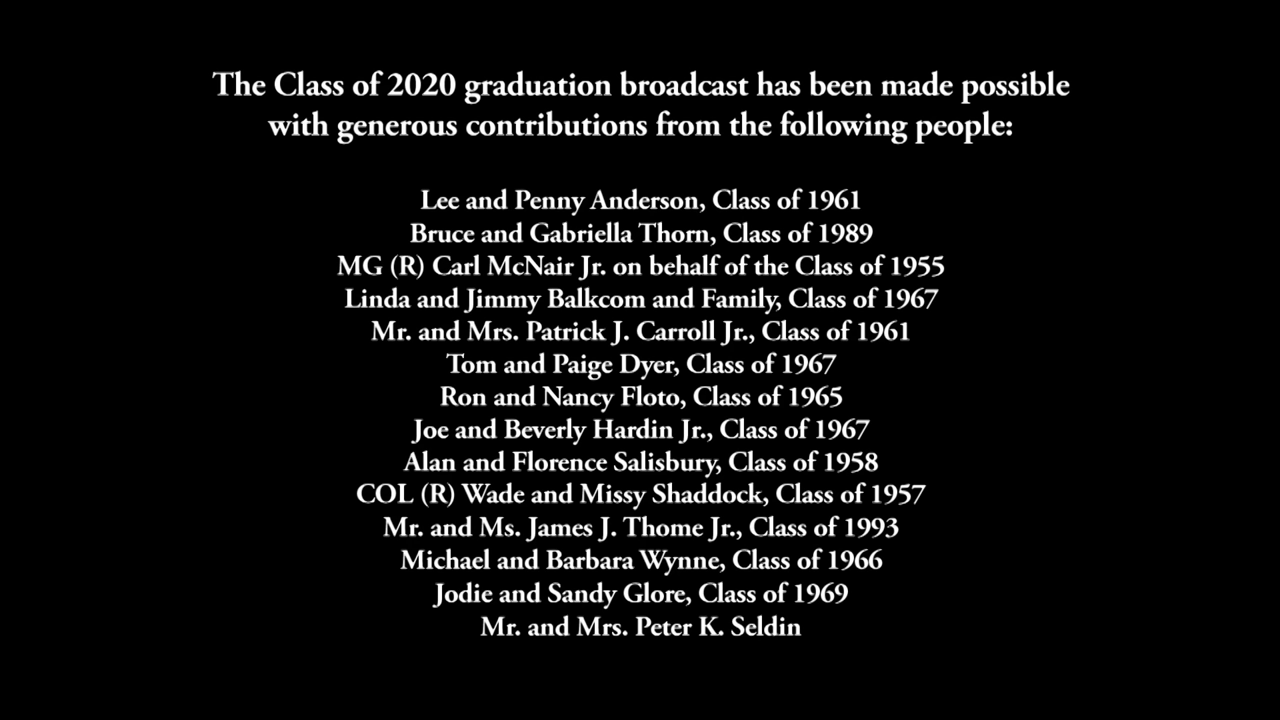 The Class of 2020 graduation broadcast has been made possible
with generous contributions from the following people:
Lee and Penny Anderson, Class of 1961
Bruce and Gabriella Thorn, Class of 1989
MG (R) Carl McNair Jr. on behalf of the Class of 1955
Linda and Jimmy Balkcom and Family, Class of 1967
Mr. and Mrs. Patrick J. Carroll Jr., Class of 1961
Tom and Paige Dyer, Class of 1967
Ron and Nancy Floto, Class of 1965
Joe and Beverly Hardin Jr., Class of 1967
Alan and Florence Salisbury, Class of 1958
COL (R) Wade and Missy Shaddock, Class of 1957
Mr. and Ms. James J. Thome Jr., Class of 1993
Michael and Barbara Wynne, Class of 1966
Jodie and Sandy Glore, Class of 1969
Mr. and Mrs. Peter K. Seldin